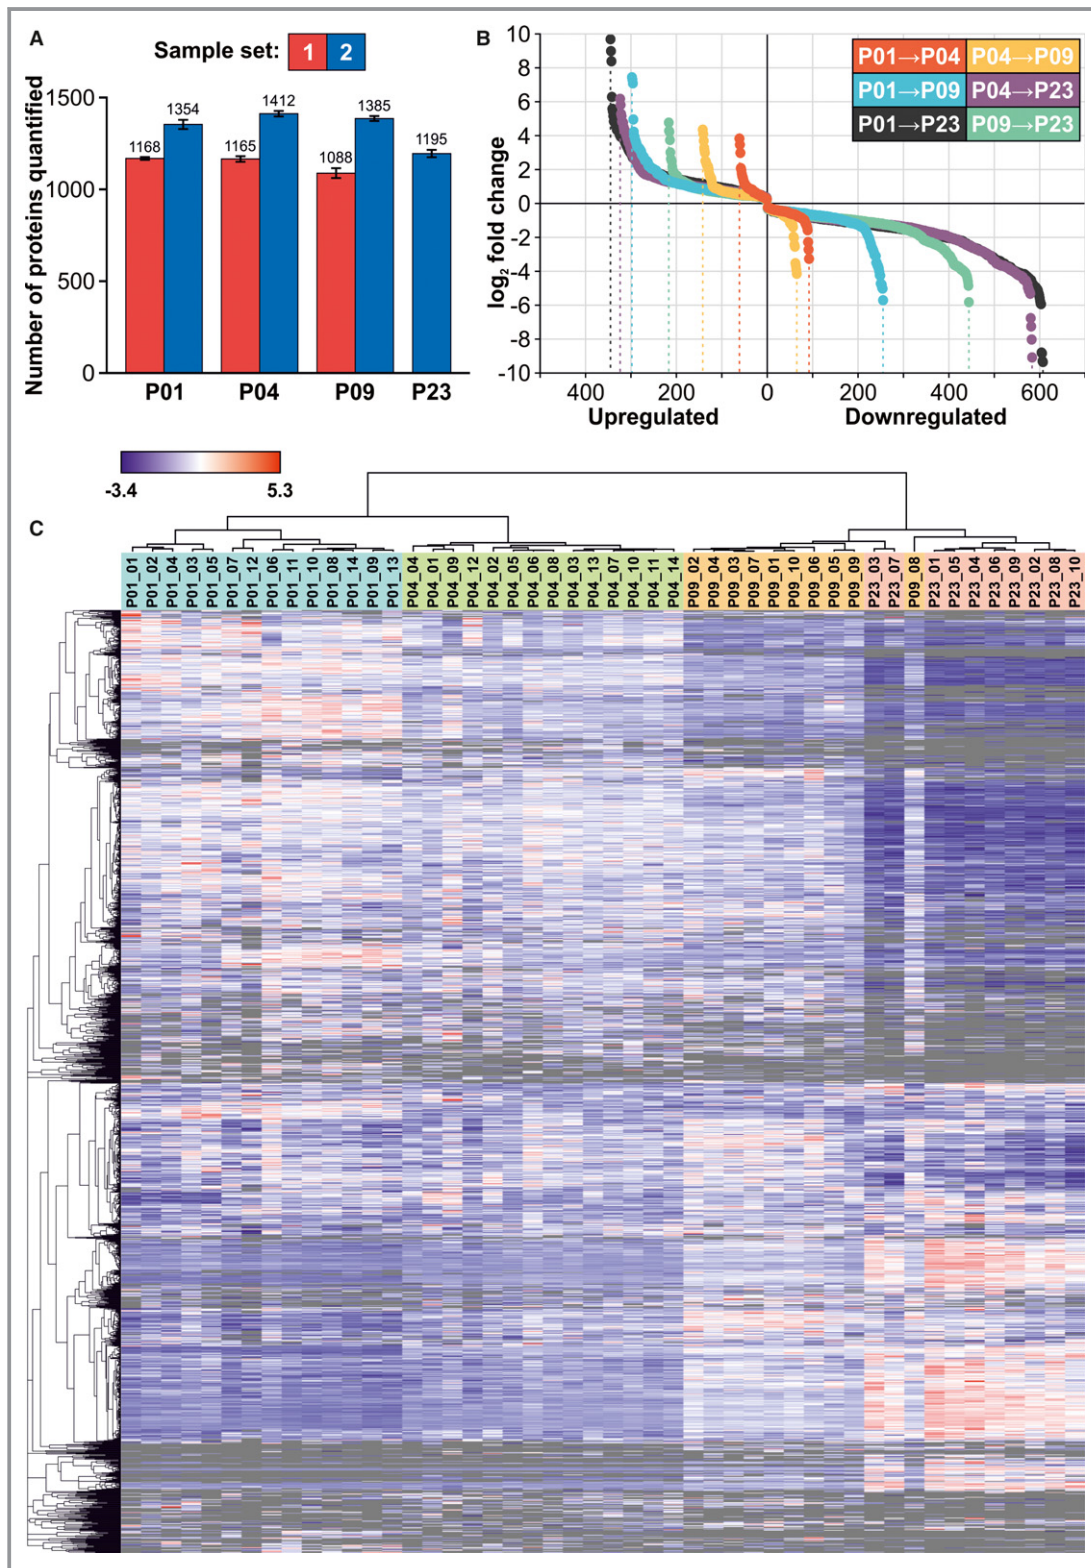 A
Sample set: 1 2
Number of proteins quantified
1500
1000
500
0
1168
1354
1165
1412
1088
1385
1195
P01 P04 P09 P23
B
P01→P04 P04→P09
P01→P09 P04→P23
P01→P23 P09→P23
log2 fold change
10
8
6
4
2
0
-2
-4
-6
-8
-10
400 200 0 200 400 600
Upregulated Downregulated
-3.4 5.3
C
P01_01
P01_02
P01_04
P01_03
P01_05
P01_07
P01_12
P01_06
P01_11
P01_10
P01_08
P01_14
P01_09
P01_13
P04_04
P04_01
P04_09
P04_12
P04_02
P04_05
P04_06
P04_08
P04_03
P04_13
P04_07
P04_10
P04_11
P04_14
P09_02
P09_04
P09_03
P09_07
P09_01
P09_10
P09_06
P09_05
P09_09
P23_03
P23_07
P09_08
P23_01
P23_05
P23_04
P23_06
P23_09
P23_02
P23_08
P23_10